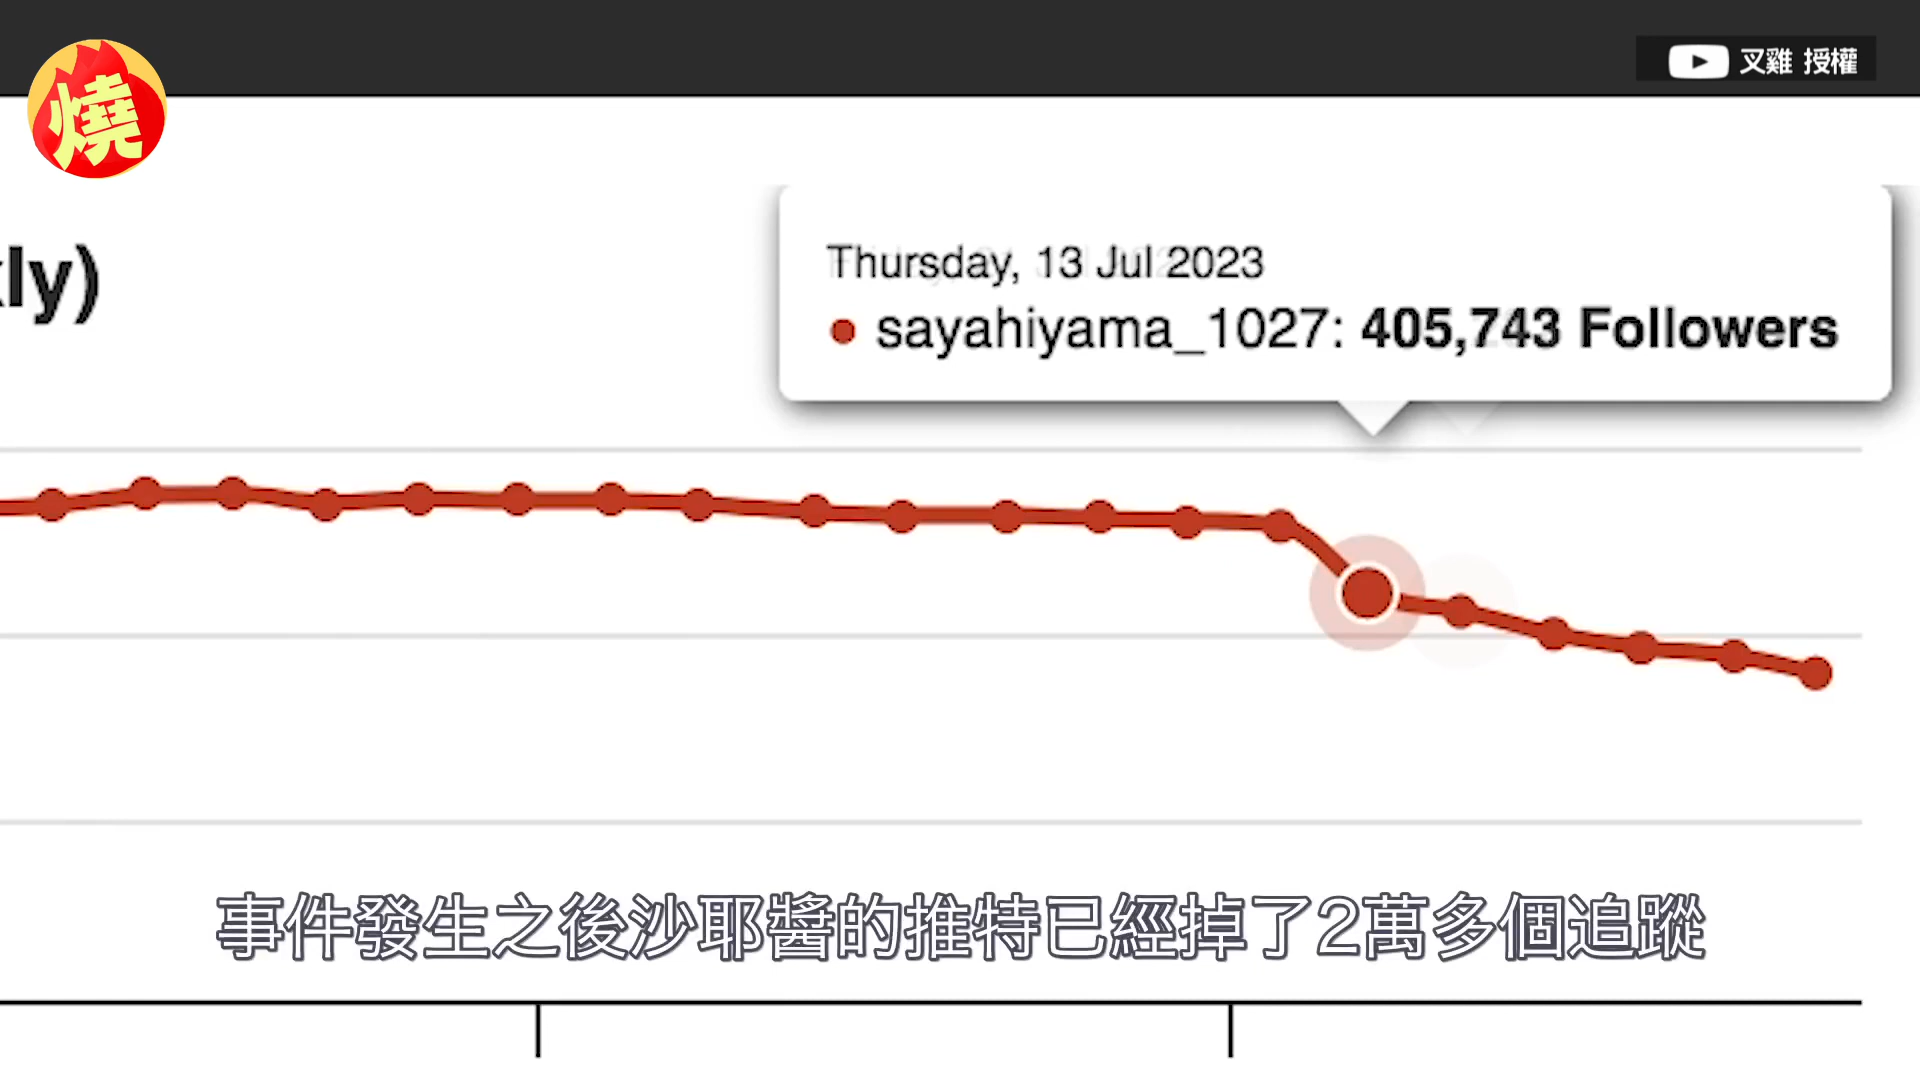 叉雞 授權
燒
kly)
Thursday, 13 Jul 2023
sayahiyama_1027: 405,743 Followers
事件發生之後沙耶醬的推特已經掉了2萬多個追蹤